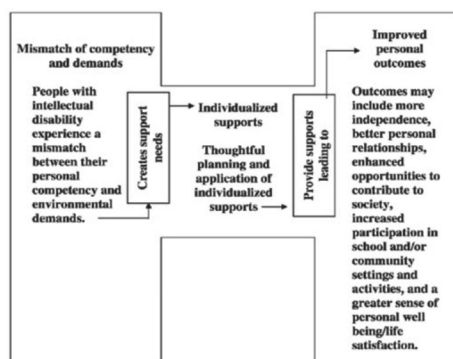 Mismatch of competency
and demands
People with
intellectual
disability
experience a
mismatch
between their
personal
competency and
environmental
demands.
Creates support
needs
Individualized
supports
Thoughtful
planning and
application of
individualized
supports
Provide supports
leading to
Improved
personal
outcomes
Outcomes may
include more
independence,
better personal
relationships,
enhanced
opportunities to
contribute to
society,
increased
participation in
school and/or
community
settings and
activities, and a
greater sense of
personal well
being/life
satisfaction.